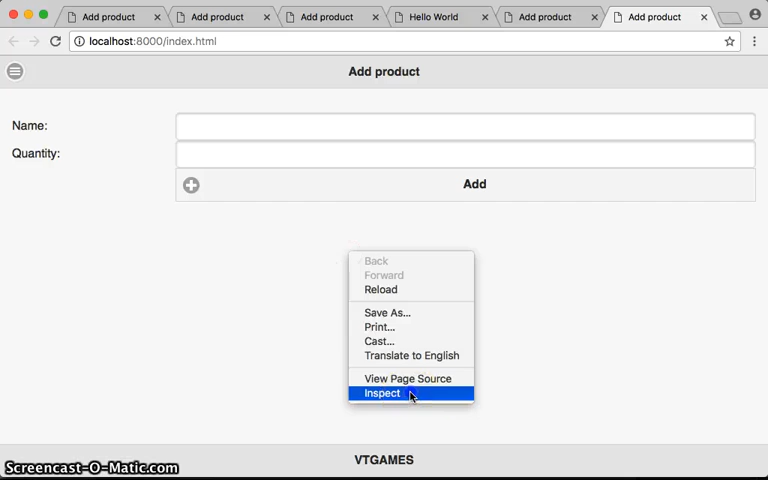 Add product
Add product
Add product
Hello World
Add product
Add product
localhost:8000/index.html
Add product
Name:
Quantity:
Add
Back
Forward
Reload
Save As...
Print...
Cast...
Translate to English
View Page Source
Inspect
VTGAMES
Screencast-O-Matic.com